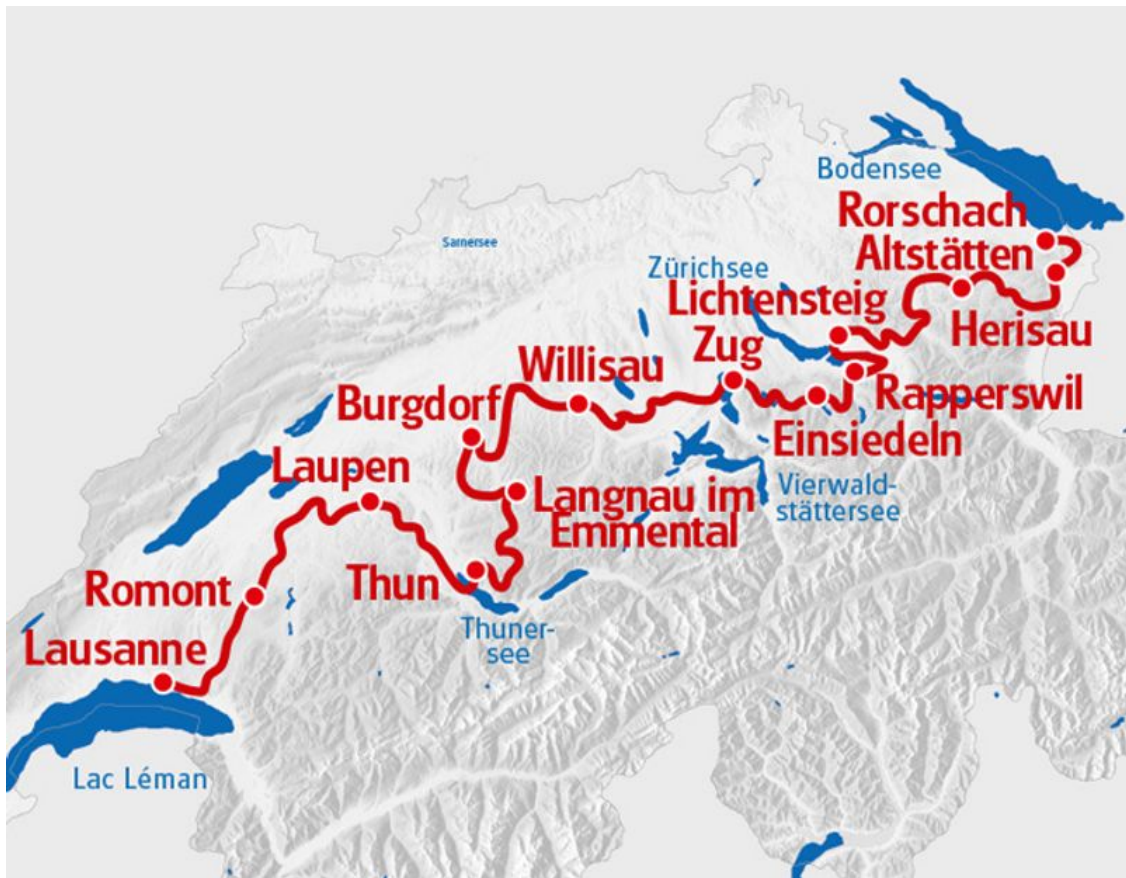 Bodensee
Rorschach
Altstätten
Zürichsee
Lichtensteig
Herisau
Zug
Willisau
Rapperswil
Burgdorf
Einsiedeln
Laupen
Vierwald-
stättersee
Langnau im
Emmental
Thun
Romont
Thuner-
see
Lausanne
Lac Léman